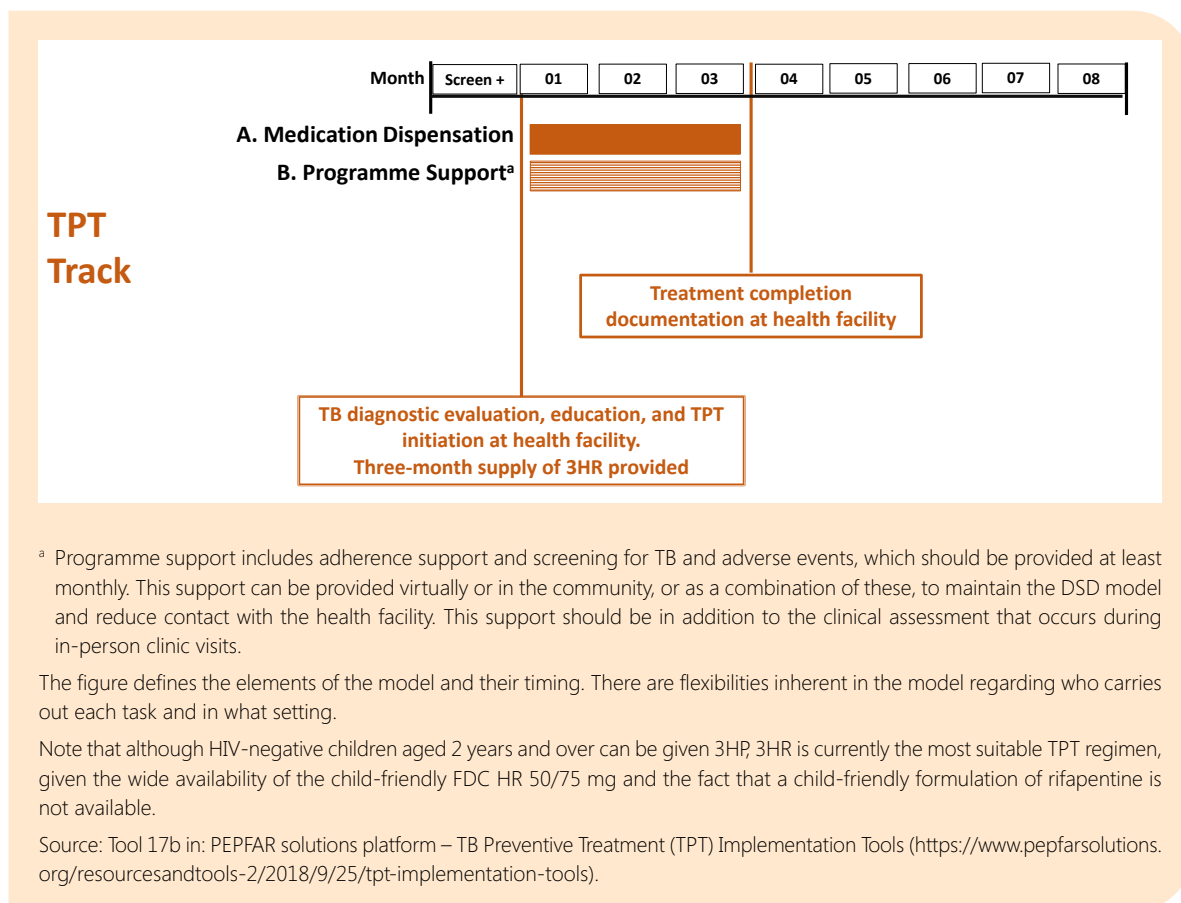 Month Screen + 01 02 03 04 05 06 07 08
A. Medication Dispensation
B. Programme Supportᵃ
TPT
Track
Treatment completion
documentation at health facility
TB diagnostic evaluation, education, and TPT
initiation at health facility.
Three-month supply of 3HR provided
ᵃ Programme support includes adherence support and screening for TB and adverse events, which should be provided at least
monthly. This support can be provided virtually or in the community, or as a combination of these, to maintain the DSD model
and reduce contact with the health facility. This support should be in addition to the clinical assessment that occurs during
in-person clinic visits.
The figure defines the elements of the model and their timing. There are flexibilities inherent in the model regarding who carries
out each task and in what setting.
Note that although HIV-negative children aged 2 years and over can be given 3HP, 3HR is currently the most suitable TPT regimen,
given the wide availability of the child-friendly FDC HR 50/75 mg and the fact that a child-friendly formulation of rifapentine is
not available.
Source: Tool 17b in: PEPFAR solutions platform – TB Preventive Treatment (TPT) Implementation Tools (https://www.pepfarsolutions.
org/resourcesandtools-2/2018/9/25/tpt-implementation-tools).